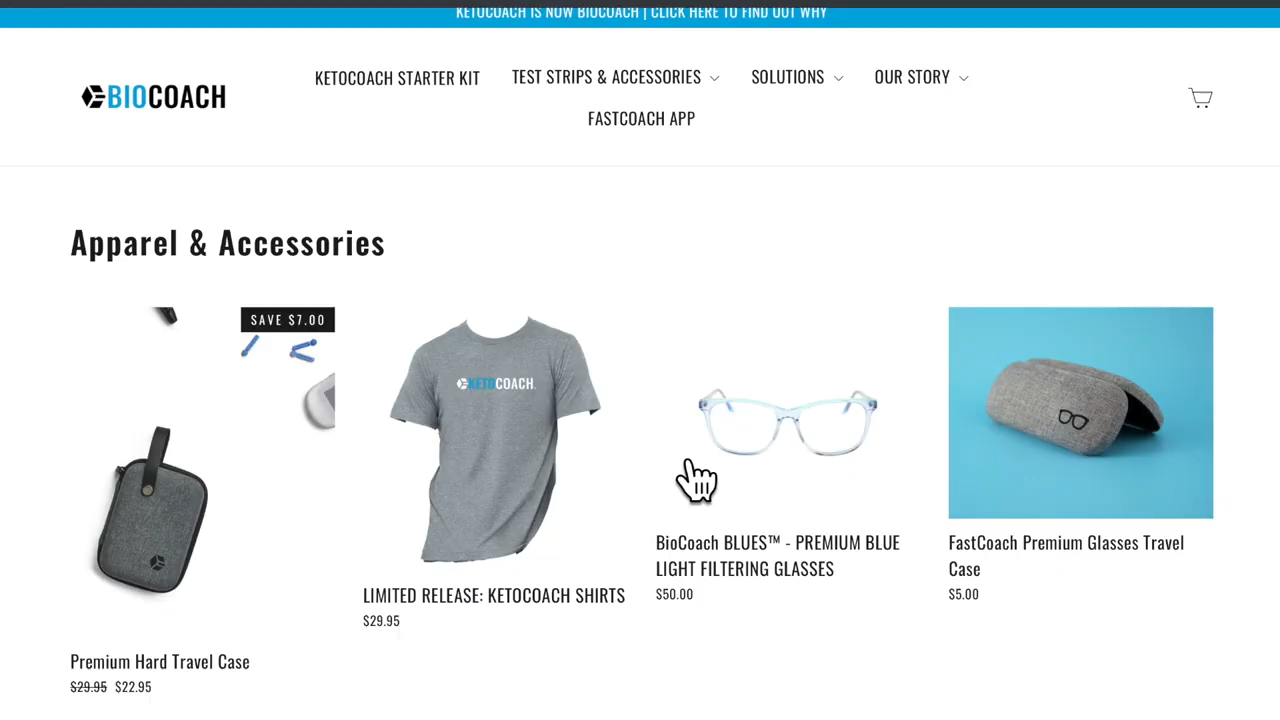 KETOCOACH IS NOW BIOCOACH | CLICK HERE TO FIND OUT WHY
BIOCOACH
KETOCOACH STARTER KIT
TEST STRIPS & ACCESSORIES
SOLUTIONS
OUR STORY
FASTCOACH APP
Apparel & Accessories
SAVE $7.00
KETOCOACH
Premium Hard Travel Case
$29.95 $22.95
LIMITED RELEASE: KETOCOACH SHIRTS
$29.95
BioCoach BLUES™ - PREMIUM BLUE
LIGHT FILTERING GLASSES
$50.00
FastCoach Premium Glasses Travel
Case
$5.00